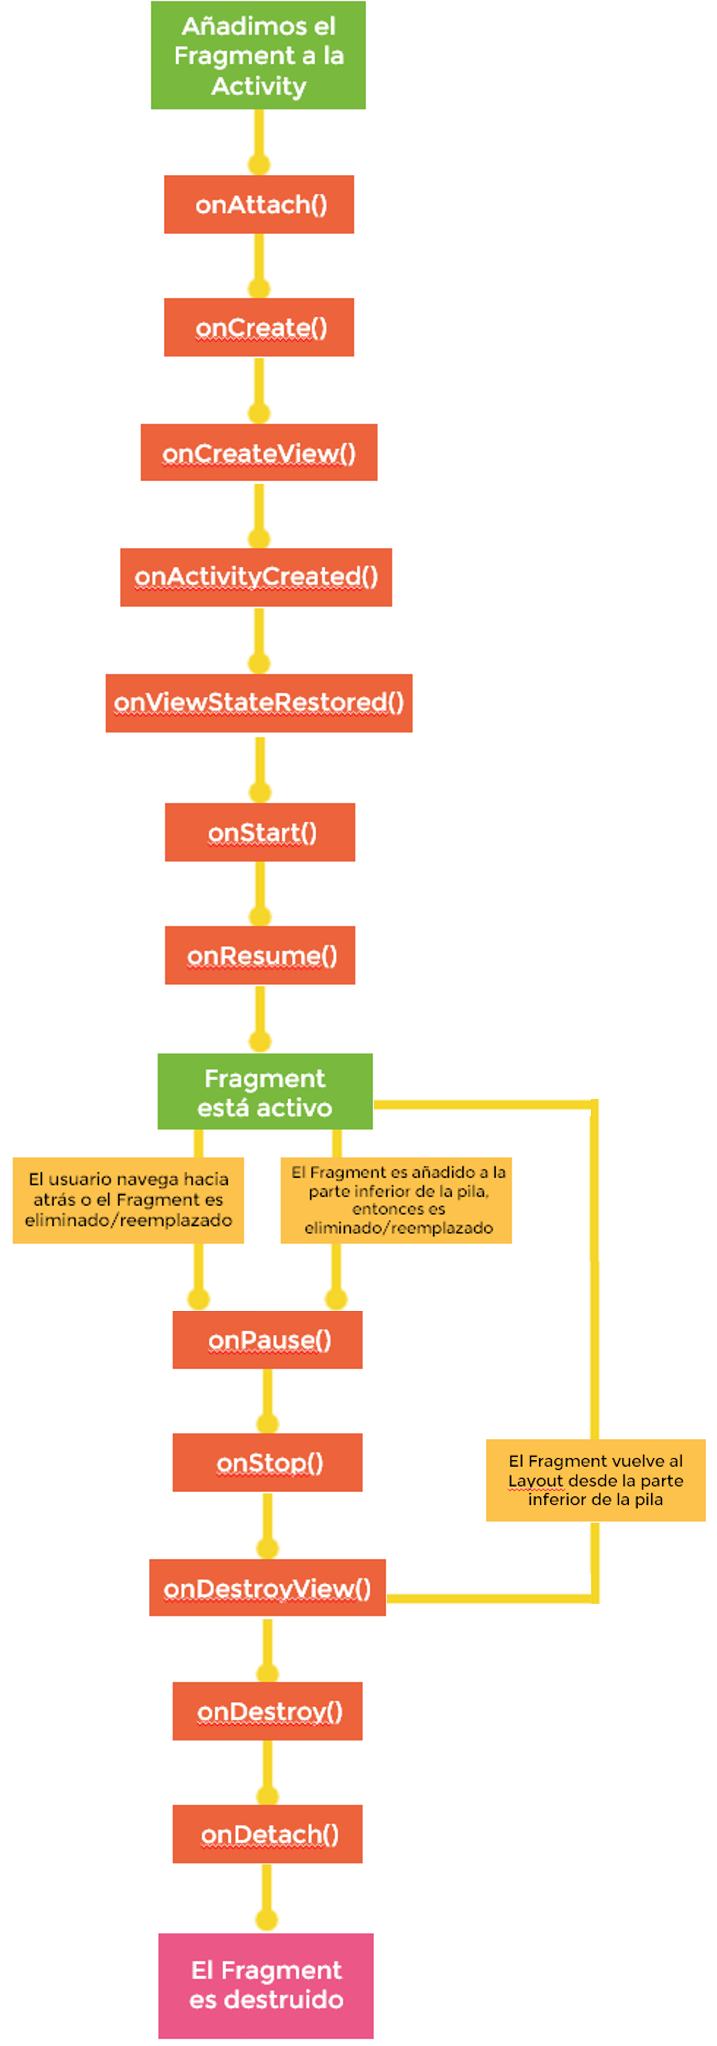 Añadimos el
Fragment a la
Activity
onAttach()
onCreate()
onCreateView()
onActivityCreated()
onViewStateRestored()
onStart()
onResume()
Fragment
está activo
El usuario navega hacia
atrás o el Fragment es
eliminado/reemplazado
El Fragment es añadido a la
parte inferior de la pila,
entonces es
eliminado/reemplazado
onPause()
onStop()
El Fragment vuelve al
Layout desde la parte
inferior de la pila
onDestroyView()
onDestroy()
onDetach()
El Fragment
es destruido